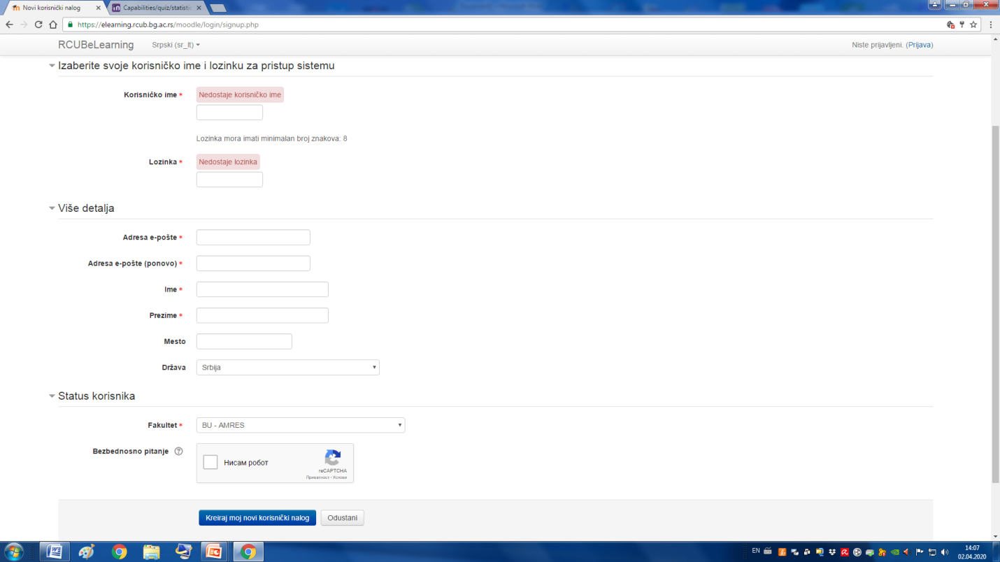 Novi korisnički nalog
Capabilities/quiz/statistic
https://elearning.rcub.bg.ac.rs/moodle/login/signup.php
RCUBeLearning Srpski (sr_lt) Niste prijavljeni. (Prijava)
Izaberite svoje korisničko ime i lozinku za pristup sistemu
Korisničko ime * Nedostaje korisničko ime
Lozinka mora imati minimalan broj znakova: 8
Lozinka * Nedostaje lozinka
Više detalja
Adresa e-pošte *
Adresa e-pošte (ponovo) *
Ime *
Prezime *
Mesto
Država Srbija
Status korisnika
Fakultet * BU - AMRES
Bezbednosno pitanje
Нисам робот
reCAPTCHA
Приватност - Услови
Kreiraj moj novi korisnički nalog Odustani
EN 14:07
02.04.2020